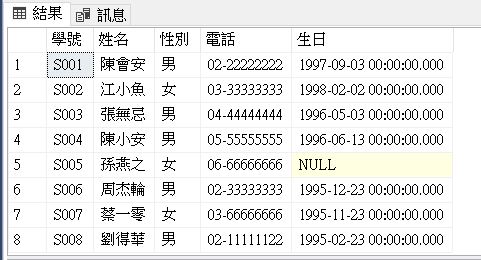 結果 訊息
學號 姓名 性別 電話 生日
1 S001 陳會安 男 02-22222222 1997-09-03 00:00:00.000
2 S002 江小魚 女 03-33333333 1998-02-02 00:00:00.000
3 S003 張無忌 男 04-44444444 1996-05-03 00:00:00.000
4 S004 陳小安 男 05-55555555 1996-06-13 00:00:00.000
5 S005 孫燕之 女 06-66666666 NULL
6 S006 周杰輪 男 02-33333333 1995-12-23 00:00:00.000
7 S007 蔡一零 女 03-66666666 1995-11-23 00:00:00.000
8 S008 劉得華 男 02-11111122 1995-02-23 00:00:00.000